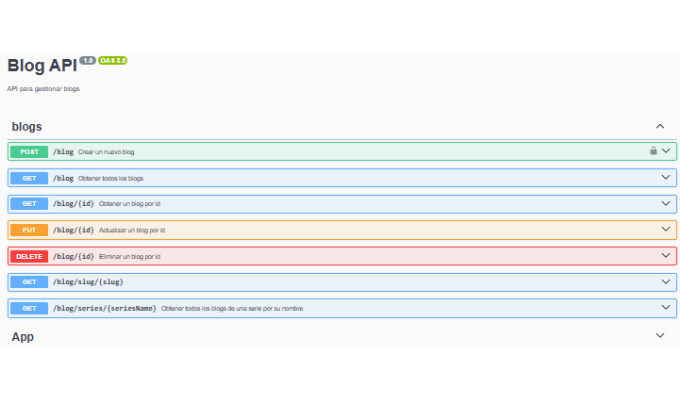 Blog API 1.0 OAS 3.0
API para gestionar blogs
blogs
POST /blog Crear un nuevo blog
GET /blog Obtener todos los blogs
GET /blog/{id} Obtener un blog por id
PUT /blog/{id} Actualizar un blog por id
DELETE /blog/{id} Eliminar un blog por id
GET /blog/slug/{slug}
GET /blog/series/{seriesName} Obtener todos los blogs de una serie por su nombre
App